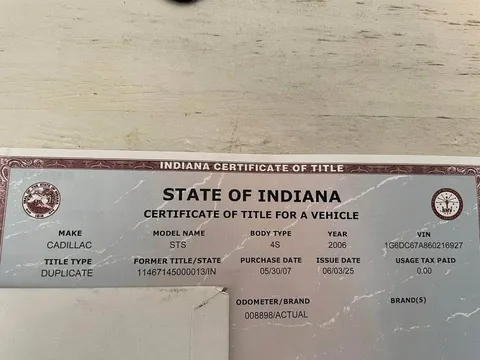 INDIANA CERTIFICATE OF TITLE
STATE OF INDIANA
CERTIFICATE OF TITLE FOR A VEHICLE
MAKE MODEL NAME BODY TYPE YEAR VIN
CADILLAC STS 4S 2006 1G6DC67A860216927
TITLE TYPE FORMER TITLE/STATE PURCHASE DATE ISSUE DATE USAGE TAX PAID
DUPLICATE 11467145000013/IN 05/30/07 06/03/25 0.00
ODOMETER/BRAND BRAND(S)
008898/ACTUAL